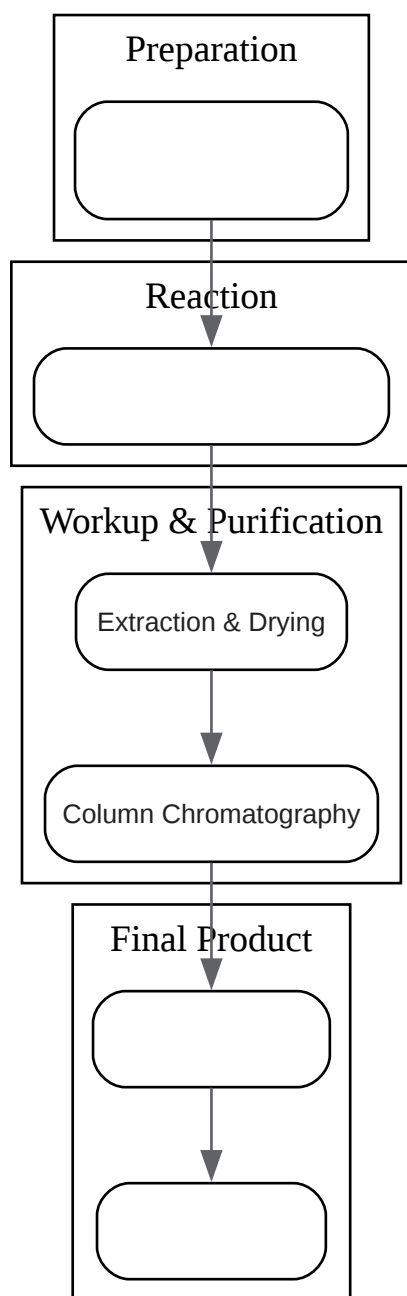 Preparation
Reaction
Workup & Purification
Extraction & Drying
Column Chromatography
Final Product